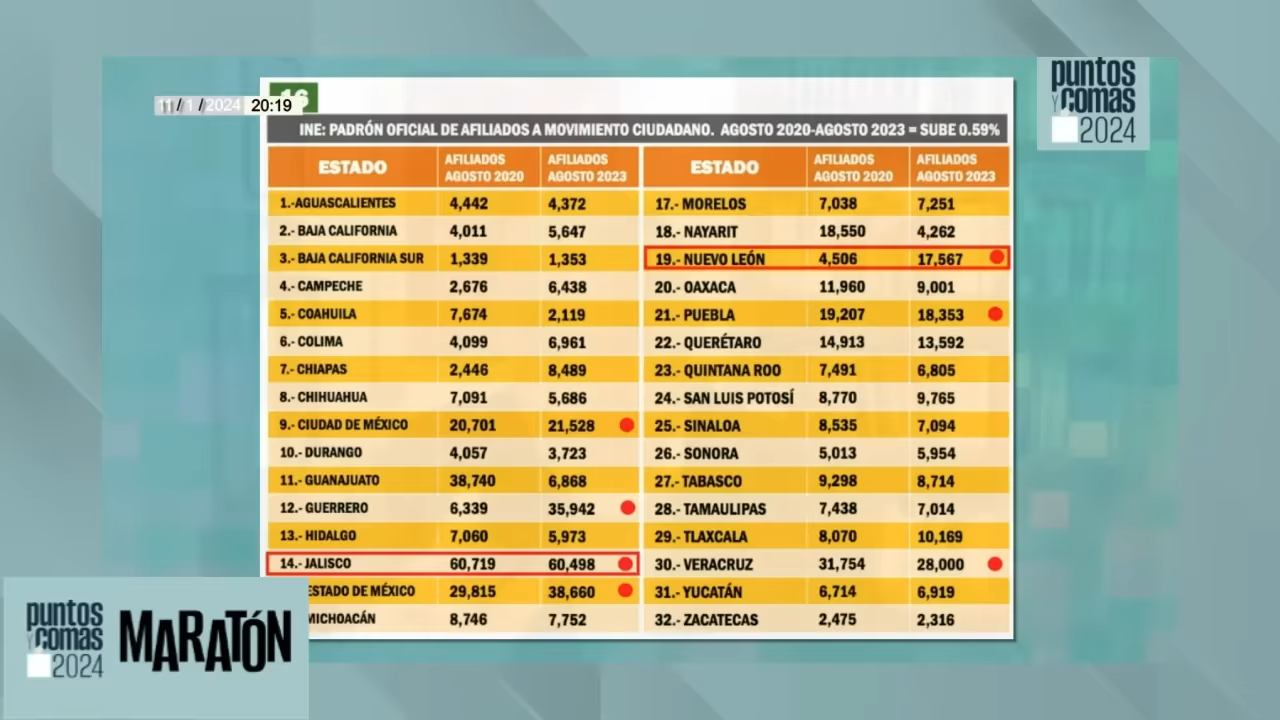 16
11/1/2024 20:19
puntos
y comas
2024
INE: PADRÓN OFICIAL DE AFILIADOS A MOVIMIENTO CIUDADANO. AGOSTO 2020-AGOSTO 2023 = SUBE 0.59%
ESTADO AFILIADOS AGOSTO 2020 AFILIADOS AGOSTO 2023
1.-AGUASCALIENTES 4,442 4,372
2.- BAJA CALIFORNIA 4,011 5,647
3.- BAJA CALIFORNIA SUR 1,339 1,353
4.- CAMPECHE 2,676 6,438
5.- COAHUILA 7,674 2,119
6.- COLIMA 4,099 6,961
7.- CHIAPAS 2,446 8,489
8.- CHIHUAHUA 7,091 5,686
9.- CIUDAD DE MÉXICO 20,701 21,528
10.- DURANGO 4,057 3,723
11.- GUANAJUATO 38,740 6,868
12.- GUERRERO 6,339 35,942
13.- HIDALGO 7,060 5,973
14.- JALISCO 60,719 60,498
ESTADO DE MÉXICO 29,815 38,660
MICHOACÁN 8,746 7,752
ESTADO AFILIADOS AGOSTO 2020 AFILIADOS AGOSTO 2023
17.- MORELOS 7,038 7,251
18.- NAYARIT 18,550 4,262
19.- NUEVO LEÓN 4,506 17,567
20.- OAXACA 11,960 9,001
21.- PUEBLA 19,207 18,353
22.- QUERÉTARO 14,913 13,592
23.- QUINTANA ROO 7,491 6,805
24.- SAN LUIS POTOSÍ 8,770 9,765
25.- SINALOA 8,535 7,094
26.- SONORA 5,013 5,954
27.- TABASCO 9,298 8,714
28.- TAMAULIPAS 7,438 7,014
29.- TLAXCALA 8,070 10,169
30.- VERACRUZ 31,754 28,000
31.- YUCATÁN 6,714 6,919
32.- ZACATECAS 2,475 2,316
puntos
y comas
2024
MARATÓN